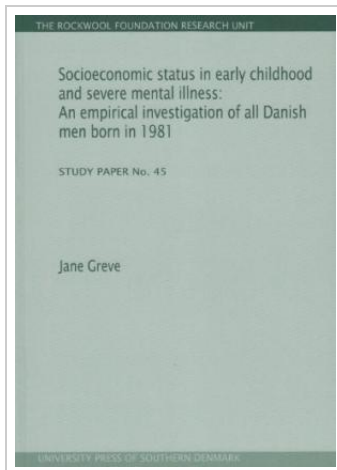 THE ROCKWOOL FOUNDATION RESEARCH UNIT
Socioeconomic status in early childhood
and severe mental illness:
An empirical investigation of all Danish
men born in 1981
STUDY PAPER No. 45
Jane Greve
UNIVERSITY PRESS OF SOUTHERN DENMARK